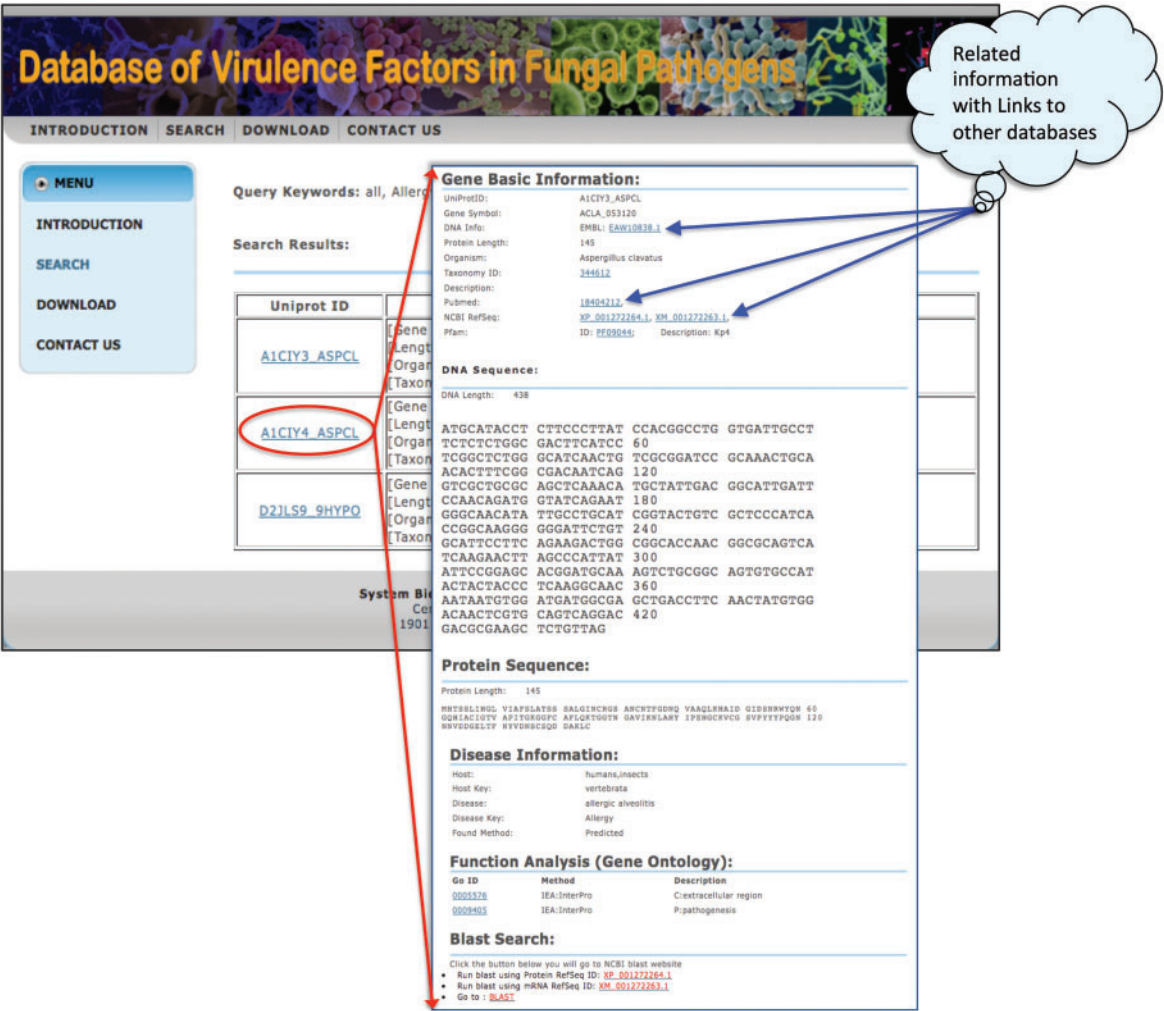 Database of Virulence Factors in Fungal Pathogens
Related
information
with Links to
other databases
INTRODUCTION SEARCH DOWNLOAD CONTACT US
MENU
INTRODUCTION
SEARCH
DOWNLOAD
CONTACT US
Query Keywords: all, Allerg
Search Results:
Uniprot ID
A1CIY3_ASPCL
[Gene
[Lengt
[Organ
[Taxon
A1CIY4_ASPCL
[Gene
[Lengt
[Organ
[Taxon
D2JLS9_9HYPO
[Gene
[Lengt
[Organ
[Taxon
System Bi
Ce
1901
Gene Basic Information:
UniProtID: A1CIY3_ASPCL
Gene Symbol: ACLA_053120
DNA Info: EMBL: EAW10838.1
Protein Length: 145
Organism: Aspergillus clavatus
Taxonomy ID: 344612
Description:
Pubmed: 18404212,
NCBI RefSeq: XP_001272264.1, XM_001272263.1,
Pfam: ID: PF09044; Description: Kp4
DNA Sequence:
DNA Length: 438
ATGCATACCT CTTCCCTTAT CCACGGCCTG GTGATTGCCT
TCTCTCTGGC GACTTCATCC 60
TCGGCTCTGG GCATCAACTG TCGCGGATCC GCAAACTGCA
ACACTTTCGG CGACAATCAG 120
GTCGCTGCGC AGCTCAAACA TGCTATTGAC GGCATTGATT
CCAACAGATG GTATCAGAAT 180
GGGCAACATA TTGCCTGCAT CGGTACTGTC GCTCCCATCA
CCGGCAAGGG GGGATTCTGT 240
GCATTCCTTC AGAAGACTGG CGGCACCAAC GGCGCAGTCA
TCAAGAACTT AGCCCATTAT 300
ATTCCGGAGC ACGGATGCAA AGTCTGCGGC AGTGTGCCAT
ACTACTACCC TCAAGGCAAC 360
AATAATGTGG ATGATGGCGA GCTGACCTTC AACTATGTGG
ACAACTCGTG CAGTCAGGAC 420
GACGCGAAGC TCTGTTAG
Protein Sequence:
Protein Length: 145
60
120
DAKLC
Disease Information:
Host: humans,insects
Host Key: vertebrata
Disease: allergic alveolitis
Disease Key: Allergy
Found Method: Predicted
Function Analysis (Gene Ontology):
Go ID Method Description
0005576 IEA:InterPro C:extracellular region
0009405 IEA:InterPro P:pathogenesis
Blast Search:
Click the button below you will go to NCBI blast website
• Run blast using Protein RefSeq ID: XP_001272264.1
• Run blast using mRNA RefSeq ID: XM_001272263.1
• Go to : BLAST